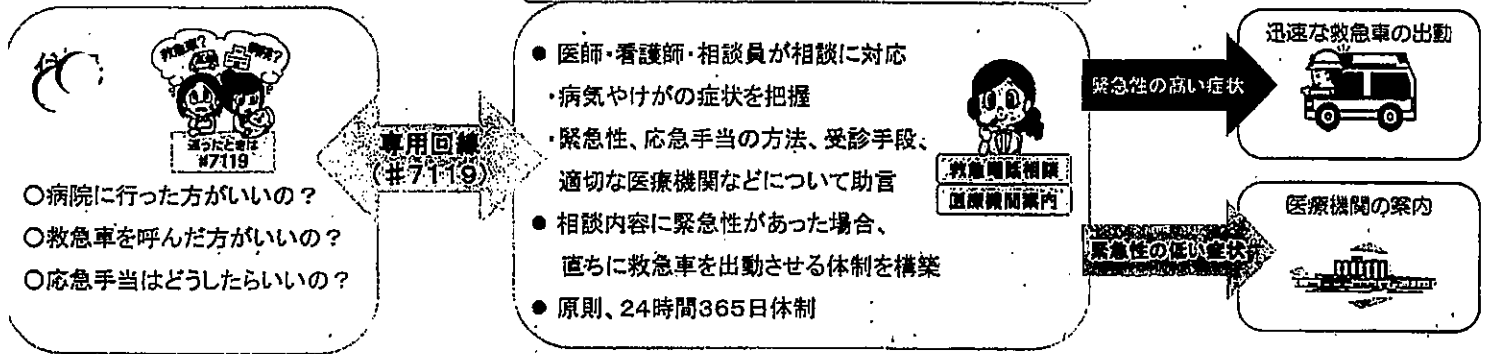 救急車?
病院?
迷ったときは
#7119
○病院に行った方がいいの?
○救急車を呼んだ方がいいの?
○応急手当はどうしたらいいの?
専用回線
(#7119)
● 医師・看護師・相談員が相談に対応
・病気やけがの症状を把握
・緊急性、応急手当の方法、受診手段、
適切な医療機関などについて助言
● 相談内容に緊急性があった場合、
直ちに救急車を出動させる体制を構築
● 原則、24時間365日体制
救急電話相談
医療機関案内
緊急性の高い症状
迅速な救急車の出動
緊急性の低い症状
医療機関の案内